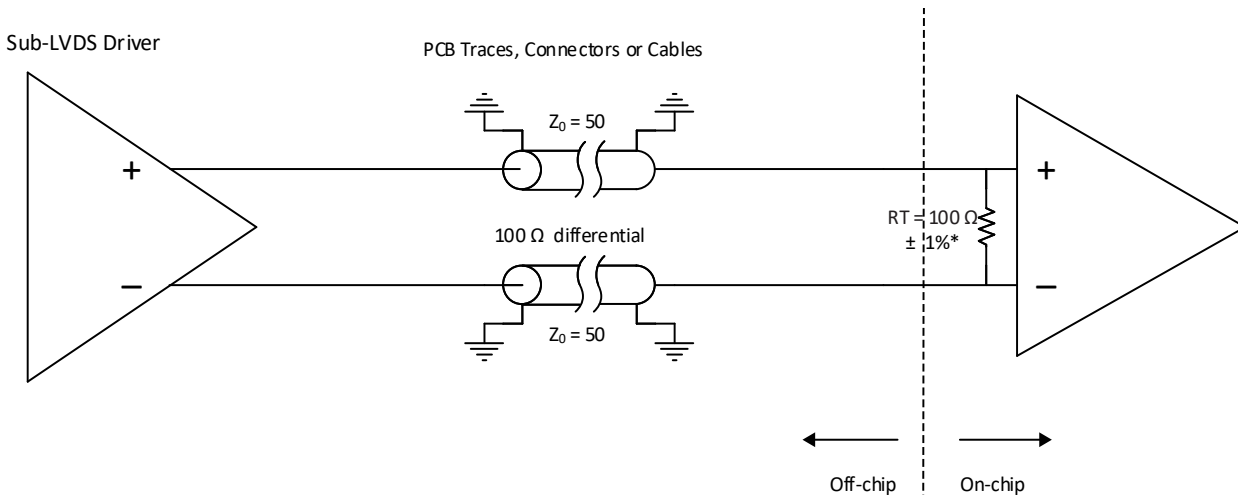 Sub-LVDS Driver
PCB Traces, Connectors or Cables
Z₀ = 50
+
+
RT = 100 Ω
± 1%*
100 Ω differential
−
−
Z₀ = 50
Off-chip
On-chip